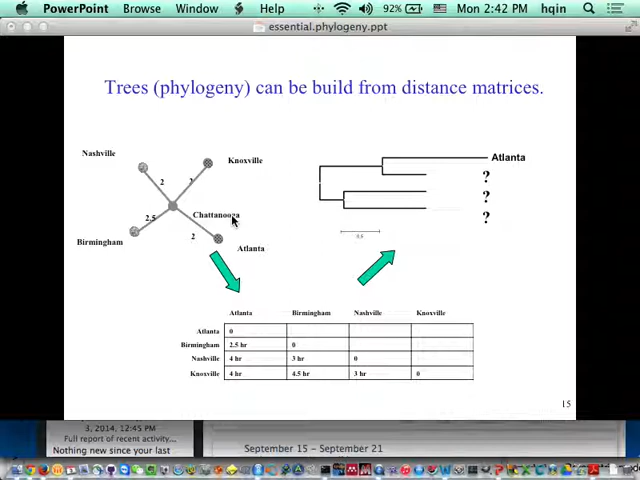 PowerPoint Browse Window Help 92% Mon 2:42 PM hqin
essential.phylogeny.ppt
Trees (phylogeny) can be build from distance matrices.
Nashville
Knoxville
2
2.5
Chattanooga
Birmingham
2
Atlanta
Atlanta
?
?
?
0.5
Atlanta Birmingham Nashville Knoxville
Atlanta 0
Birmingham 2.5 hr 0
Nashville 4 hr 3 hr 0
Knoxville 4 hr 4.5 hr 3 hr 0
15
3, 2014, 12:45 PM
Full report of recent activity...
Nothing new since your last
September 15 – September 21